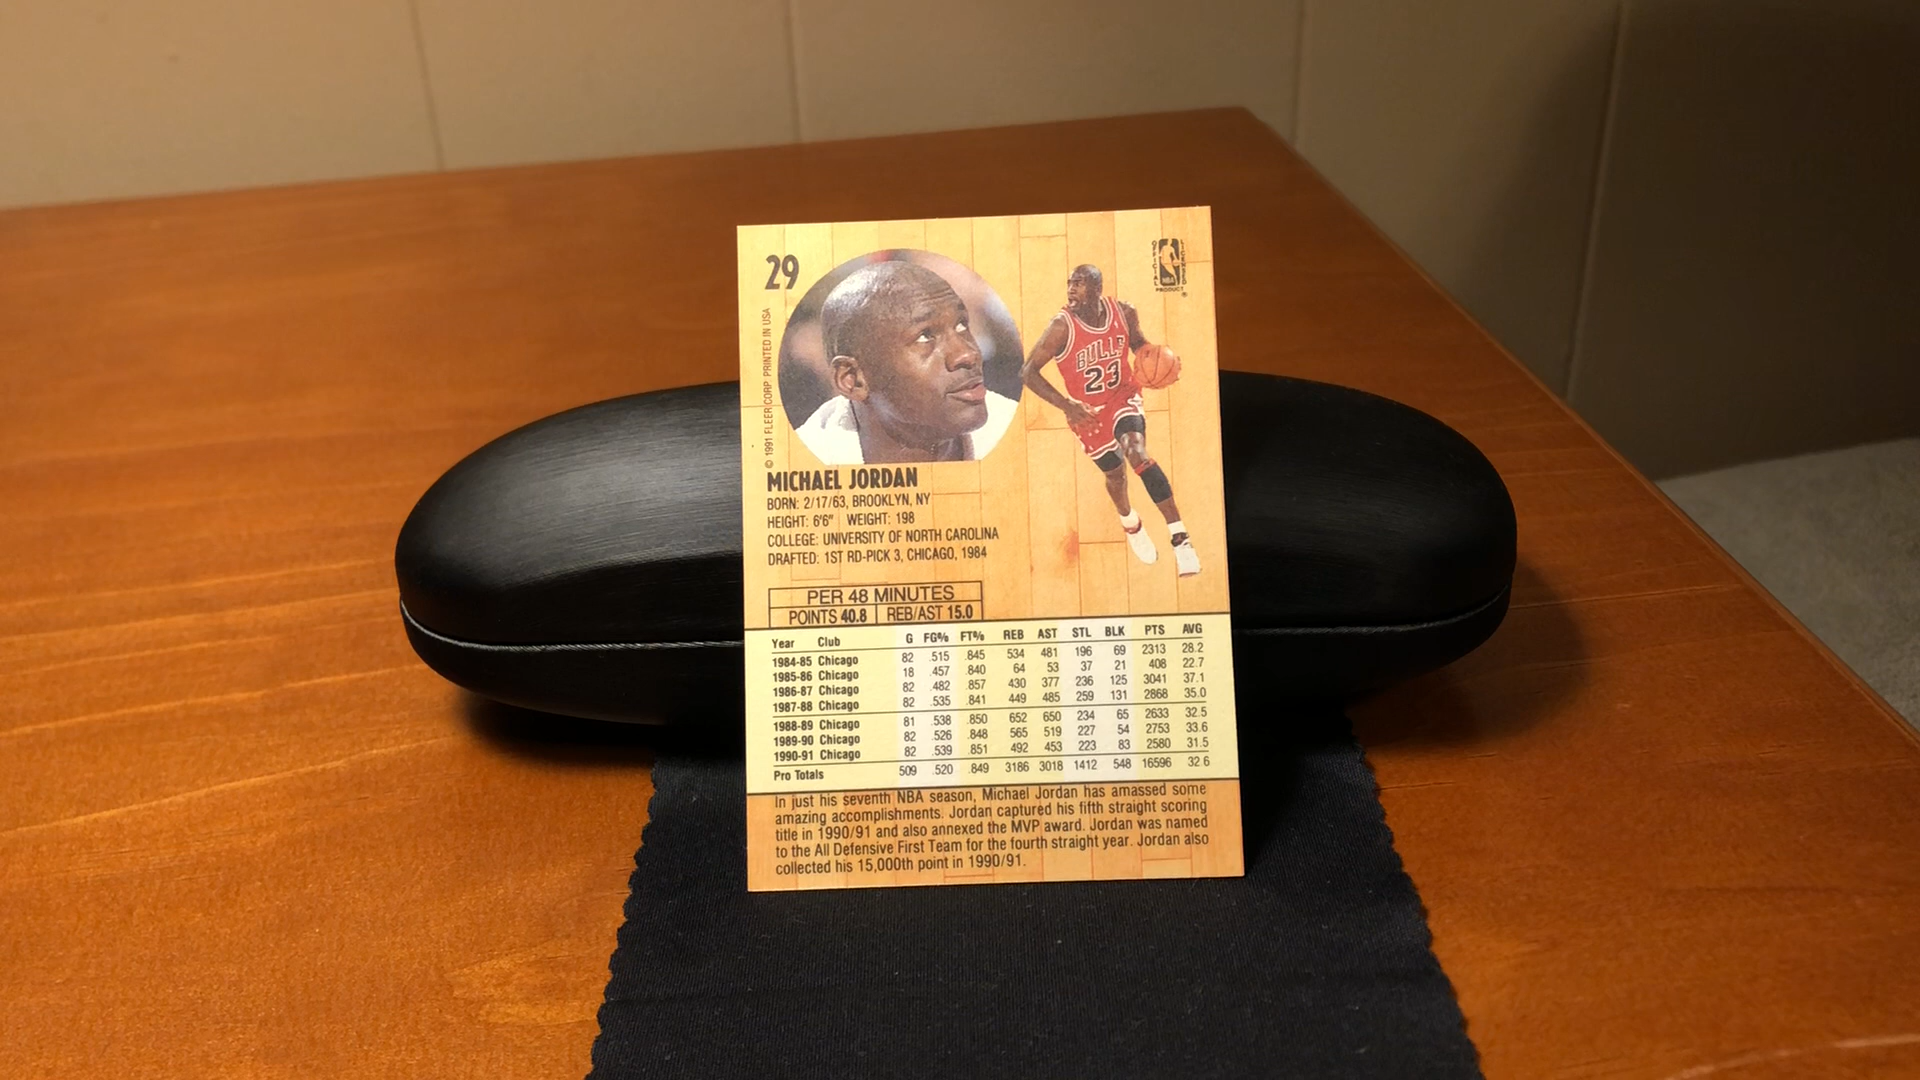 29
OFFICIAL LICENSED
NBA
PRODUCT
®
© 1991 FLEER CORP PRINTED IN USA
BULLS
23
MICHAEL JORDAN
BORN: 2/17/63, BROOKLYN, NY
HEIGHT: 6'6" WEIGHT: 198
COLLEGE: UNIVERSITY OF NORTH CAROLINA
DRAFTED: 1ST RD-PICK 3, CHICAGO, 1984
PER 48 MINUTES
POINTS 40.8 REB/AST 15.0
Year Club G FG% FT% REB AST STL BLK PTS AVG
1984-85 Chicago 82 .515 .845 534 481 196 69 2313 28.2
1985-86 Chicago 18 .457 .840 64 53 37 21 408 22.7
1986-87 Chicago 82 .482 .857 430 377 236 125 3041 37.1
1987-88 Chicago 82 .535 .841 449 485 259 131 2868 35.0
1988-89 Chicago 81 .538 .850 652 650 234 65 2633 32.5
1989-90 Chicago 82 .526 .848 565 519 227 54 2753 33.6
1990-91 Chicago 82 .539 .851 492 453 223 83 2580 31.5
Pro Totals 509 .520 .849 3186 3018 1412 548 16596 32.6
In just his seventh NBA season, Michael Jordan has amassed some
amazing accomplishments. Jordan captured his fifth straight scoring
title in 1990/91 and also annexed the MVP award. Jordan was named
to the All Defensive First Team for the fourth straight year. Jordan also
collected his 15,000th point in 1990/91.